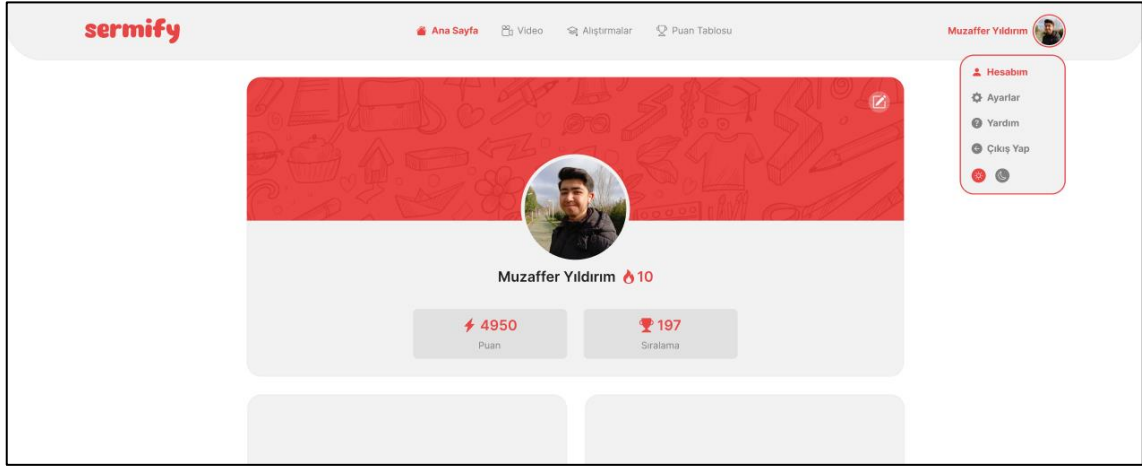 sermify
Ana Sayfa
Video
Alıştırmalar
Puan Tablosu
Muzaffer Yıldırım
Hesabım
Ayarlar
Yardım
Çıkış Yap
Muzaffer Yıldırım 10
4950
Puan
197
Sıralama